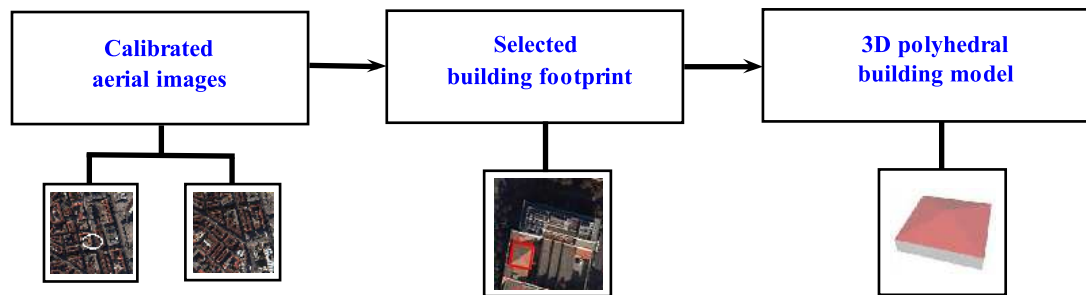 Calibrated
aerial images
Selected
building footprint
3D polyhedral
building model